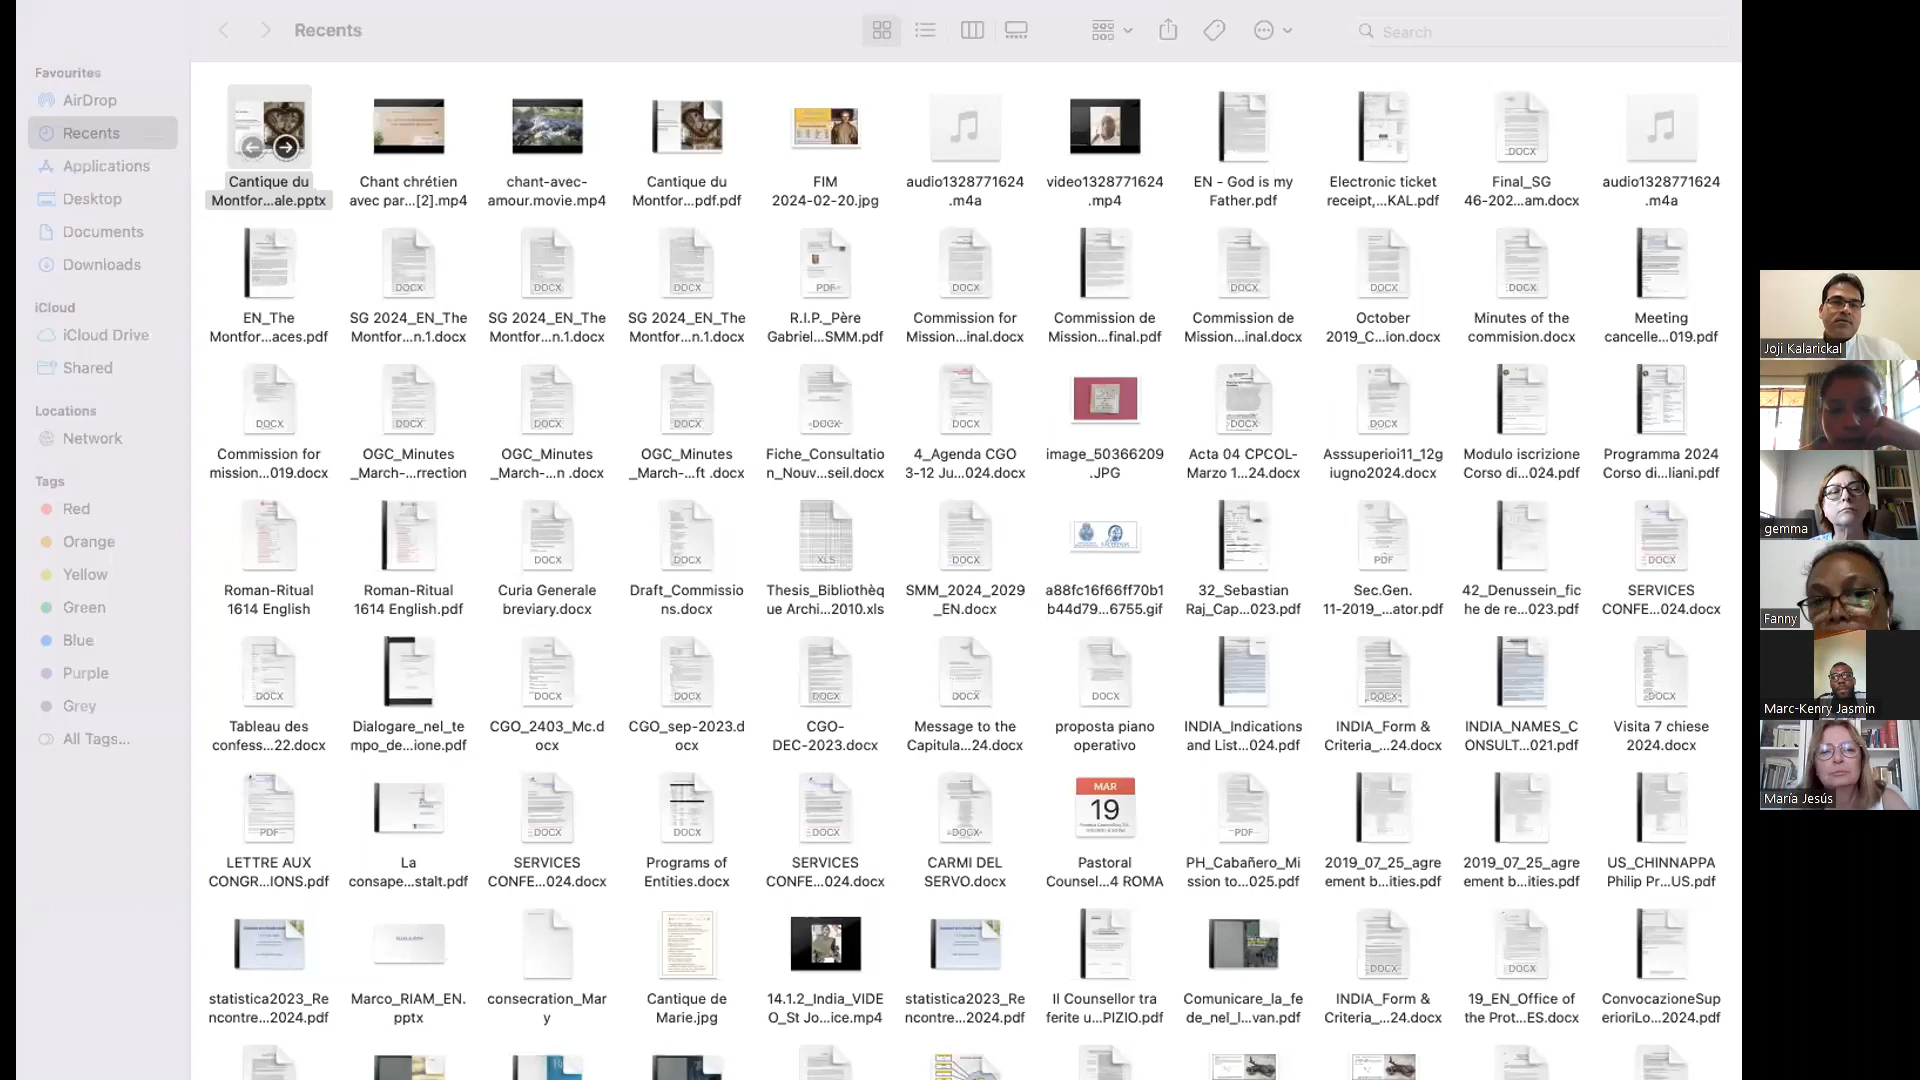 Recents
Search
Favourites
AirDrop
Recents
Applications
Desktop
Documents
Downloads
iCloud
iCloud Drive
Shared
Locations
Network
Tags
Red
Orange
Yellow
Green
Blue
Purple
Grey
All Tags...
Cantique du
Montfor...ale.pptx
Chant chrétien
avec par...[2].mp4
chant-avec-
amour.movie.mp4
Cantique du
Montfor...pdf.pdf
FIM
2024-02-20.jpg
audio1328771624
.m4a
video1328771624
.mp4
EN - God is my
Father.pdf
Electronic ticket
receipt,...KAL.pdf
Final_SG
46-202...am.docx
audio1328771624
.m4a
EN_The
Montfor...aces.pdf
SG 2024_EN_The
Montfor...n.1.docx
SG 2024_EN_The
Montfor...n.1.docx
SG 2024_EN_The
Montfor...n.1.docx
R.I.P._Père
Gabriel...SMM.pdf
Commission for
Mission...inal.docx
Commission de
Mission...final.pdf
Commission de
Mission...inal.docx
October
2019_C...ion.docx
Minutes of the
commision.docx
Meeting
cancelle...019.pdf
Commission for
mission...019.docx
OGC_Minutes
_March-...rrection
OGC_Minutes
_March-...n .docx
OGC_Minutes
_March-...ft .docx
Fiche_Consultatio
n_Nouv...seil.docx
4_Agenda CGO
3-12 Ju...024.docx
image_50366209
.JPG
Acta 04 CPCOL-
Marzo 1...24.docx
Asssuperioi11_12g
iugno2024.docx
Modulo iscrizione
Corso di...024.pdf
Programma 2024
Corso di...liani.pdf
Roman-Ritual
1614 English
Roman-Ritual
1614 English.pdf
Curia Generale
breviary.docx
Draft_Commissio
ns.docx
Thesis_Bibliothèq
ue Archi...2010.xls
SMM_2024_2029
_EN.docx
a88fc16f66ff70b1
b44d79...6755.gif
32_Sebastian
Raj_Cap...023.pdf
Sec.Gen.
11-2019_...ator.pdf
42_Denussein_fic
he de re...023.pdf
SERVICES
CONFE...024.docx
Tableau des
confess...22.docx
Dialogare_nel_te
mpo_de...ione.pdf
CGO_2403_Mc.d
ocx
CGO_sep-2023.d
ocx
CGO-
DEC-2023.docx
Message to the
Capitula...24.docx
proposta piano
operativo
INDIA_Indications
and List...024.pdf
INDIA_Form &
Criteria_...24.docx
INDIA_NAMES_C
ONSULT...021.pdf
Visita 7 chiese
2024.docx
MAR
19
LETTRE AUX
CONGR...IONS.pdf
La
consape...stalt.pdf
SERVICES
CONFE...024.docx
Programs of
Entities.docx
SERVICES
CONFE...024.docx
CARMI DEL
SERVO.docx
Pastoral
Counsel...4 ROMA
PH_Cabañero_Mi
ssion to...025.pdf
2019_07_25_agre
ement b...ities.pdf
2019_07_25_agre
ement b...ities.pdf
US_CHINNAPPA
Philip Pr...US.pdf
statistica2023_Re
ncontre...2024.pdf
Marco_RIAM_EN.
pptx
consecration_Mar
y
Cantique de
Marie.jpg
14.1.2_India_VIDE
O_St Jo...ice.mp4
statistica2023_Re
ncontre...2024.pdf
Il Counsellor tra
ferite u...PIZIO.pdf
Comunicare_la_fe
de_nel_l...van.pdf
INDIA_Form &
Criteria_...24.docx
19_EN_Office of
the Prot...ES.docx
ConvocazioneSup
erioriLo...2024.pdf
Joji Kalarickal
gemma
Fanny
Marc-Kenry Jasmin
María Jesús